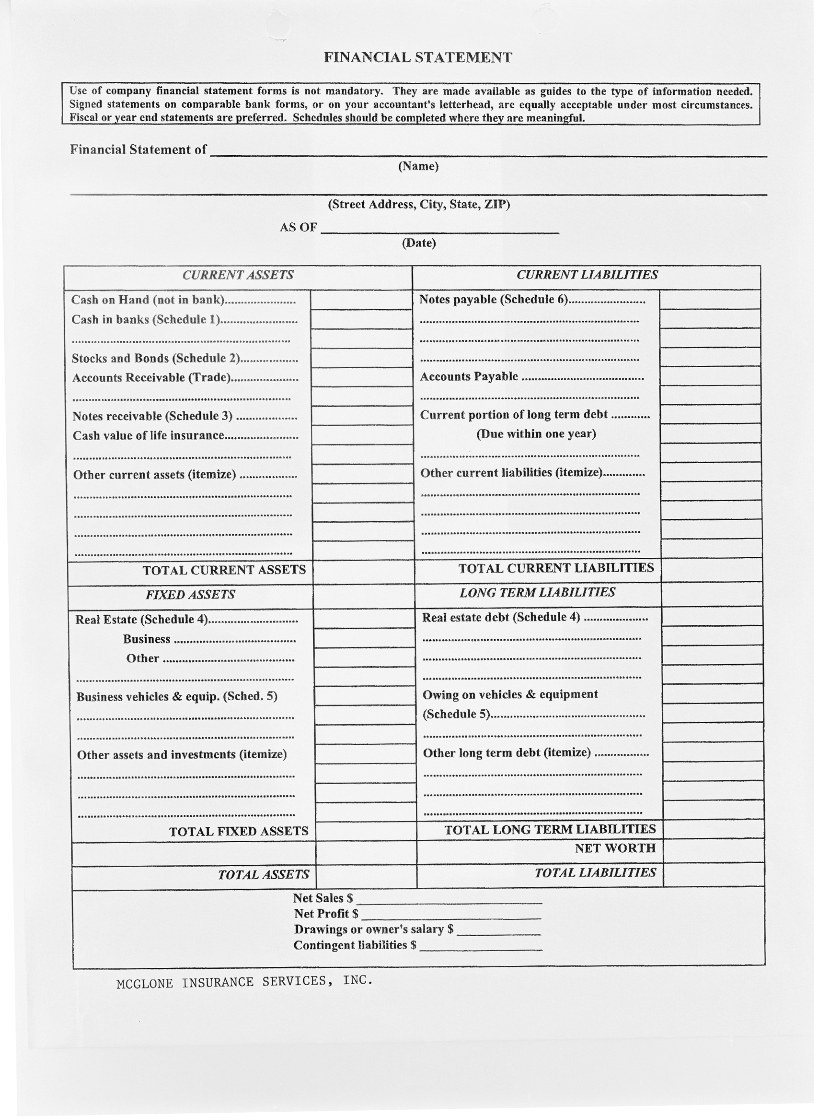 FINANCIAL STATEMENT
Use of company financial statement forms is not mandatory. They are made available as guides to the type of information needed.
Signed statements on comparable bank forms, or on your accountant's letterhead, are equally acceptable under most circumstances.
Fiscal or year end statements are preferred. Schedules should be completed where they are meaningful.
Financial Statement of
(Name)
(Street Address, City, State, ZIP)
AS OF
(Date)
CURRENT ASSETS
Cash on Hand (not in bank)
Cash in banks (Schedule 1)
Stocks and Bonds (Schedule 2)
Accounts Receivable (Trade)
Notes receivable (Schedule 3)
Cash value of life insurance
Other current assets (itemize)
TOTAL CURRENT ASSETS
CURRENT LIABILITIES
Notes payable (Schedule 6)
Accounts Payable
Current portion of long term debt
(Due within one year)
Other current liabilities (itemize)
TOTAL CURRENT LIABILITIES
FIXED ASSETS
Real Estate (Schedule 4)
Business
Other
Business vehicles & equip. (Sched. 5)
Other assets and investments (itemize)
TOTAL FIXED ASSETS
TOTAL ASSETS
LONG TERM LIABILITIES
Real estate debt (Schedule 4)
Owing on vehicles & equipment
(Schedule 5)
Other long term debt (itemize)
TOTAL LONG TERM LIABILITIES
NET WORTH
TOTAL LIABILITIES
Net Sales $
Net Profit $
Drawings or owner's salary $
Contingent liabilities $
MCGLONE INSURANCE SERVICES, INC.